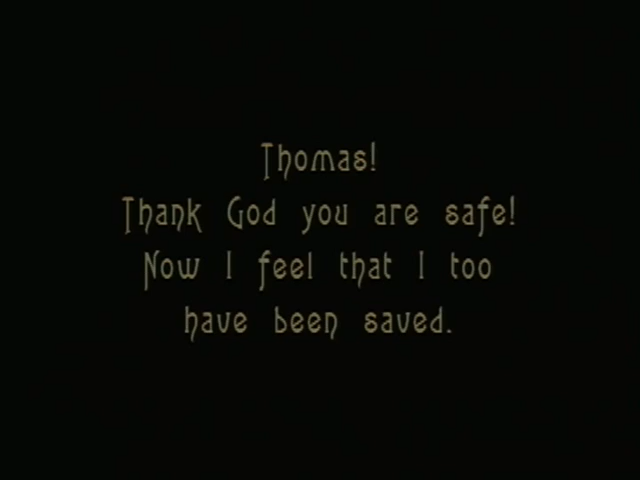 Thomas!
Thank God you are safe!
Now I feel that I too
have been saved.